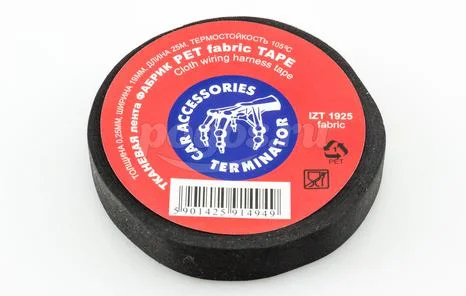 ТОЛЩИНА 0,25ММ, ШИРИНА 19ММ, ДЛИНА 25М, ТЕРМОСТОЙКОСТЬ 105ºС
ТКАНЕВАЯ лента ФАБРИК PET fabric TAPE
Cloth wiring harness tape
CAR ACCESSORIES
TERMINATOR
IZT 1925
fabric
PET
5901425914949